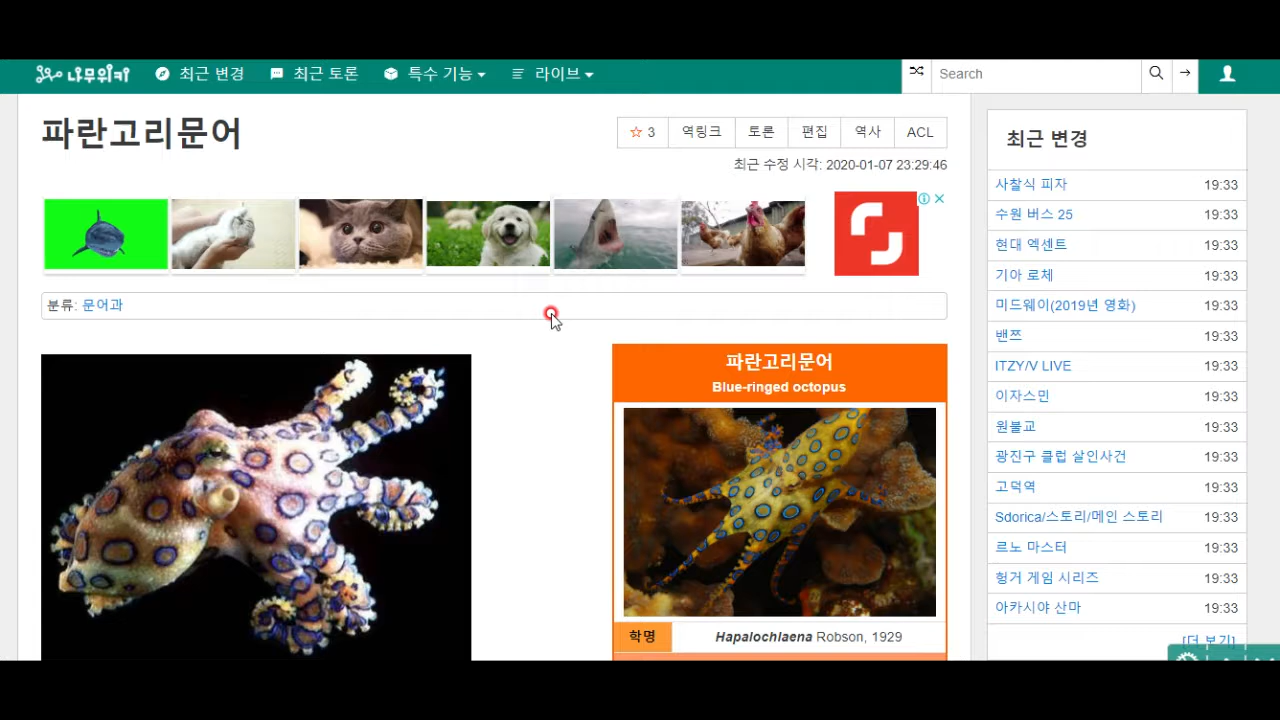 나무위키 최근 변경 최근 토론 특수 기능 라이브 Search
파란고리문어
3 역링크 토론 편집 역사 ACL
최근 수정 시각: 2020-01-07 23:29:46
분류: 문어과
파란고리문어
Blue-ringed octopus
학명 Hapalochlaena Robson, 1929
최근 변경
사찰식 피자 19:33
수원 버스 25 19:33
현대 엑센트 19:33
기아 로체 19:33
미드웨이(2019년 영화) 19:33
밴쯔 19:33
ITZY/V LIVE 19:33
이자스민 19:33
원불교 19:33
광진구 클럽 살인사건 19:33
고덕역 19:33
Sdorica/스토리/메인 스토리 19:33
르노 마스터 19:33
헝거 게임 시리즈 19:33
아카시야 산마 19:33
[더 보기]